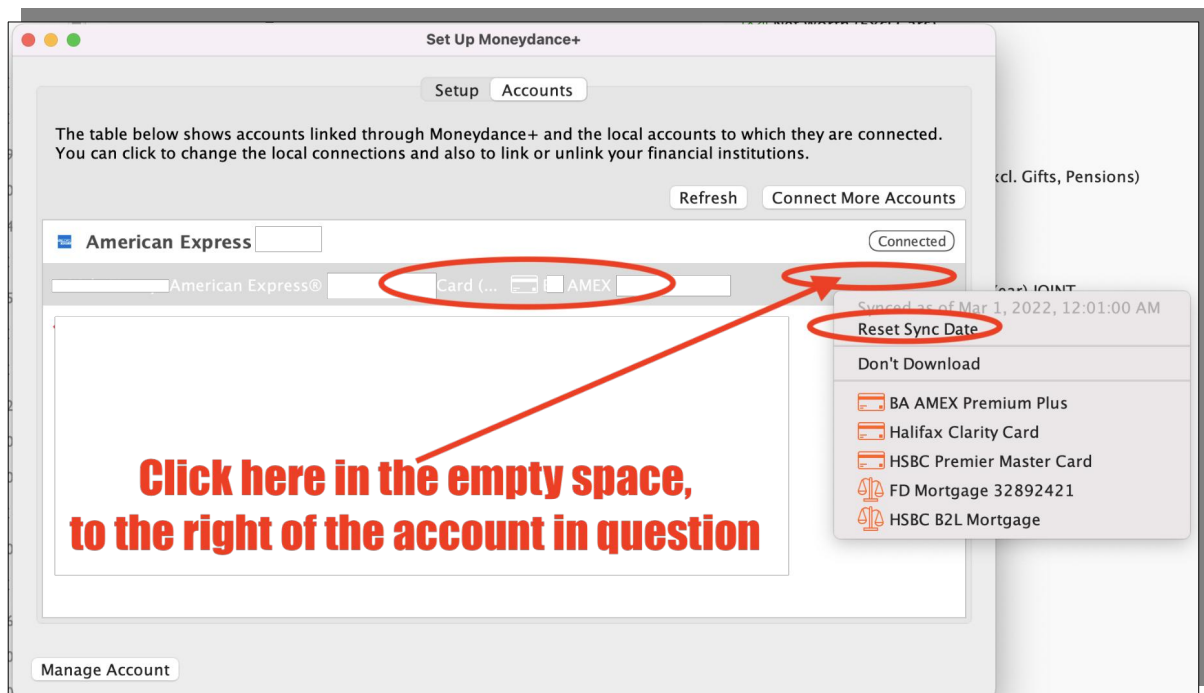 Set Up Moneydance+
Setup Accounts
The table below shows accounts linked through Moneydance+ and the local accounts to which they are connected.
You can click to change the local connections and also to link or unlink your financial institutions.
xcl. Gifts, Pensions)
Refresh Connect More Accounts
American Express Connected
American Express® Card (... AMEX
JOINT
Synced as of Mar 1, 2022, 12:01:00 AM
Reset Sync Date
Don't Download
BA AMEX Premium Plus
Halifax Clarity Card
HSBC Premier Master Card
FD Mortgage 32892421
HSBC B2L Mortgage
Click here in the empty space,
to the right of the account in question
Manage Account